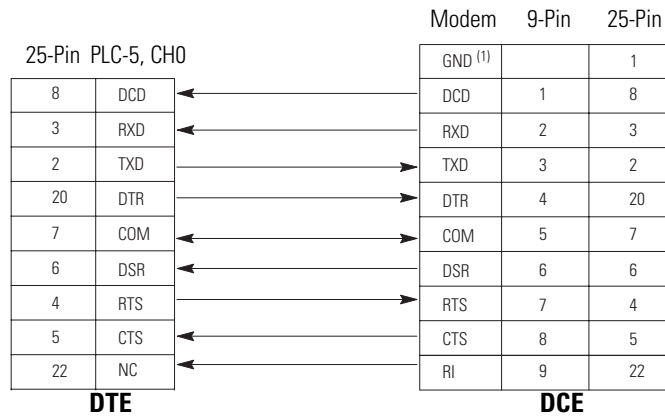 Modem 9-Pin 25-Pin
25-Pin PLC-5, CH0
GND (1) 1
8 DCD DCD 1 8
3 RXD RXD 2 3
2 TXD TXD 3 2
20 DTR DTR 4 20
7 COM COM 5 7
6 DSR DSR 6 6
4 RTS RTS 7 4
5 CTS CTS 8 5
22 NC RI 9 22
DTE DCE